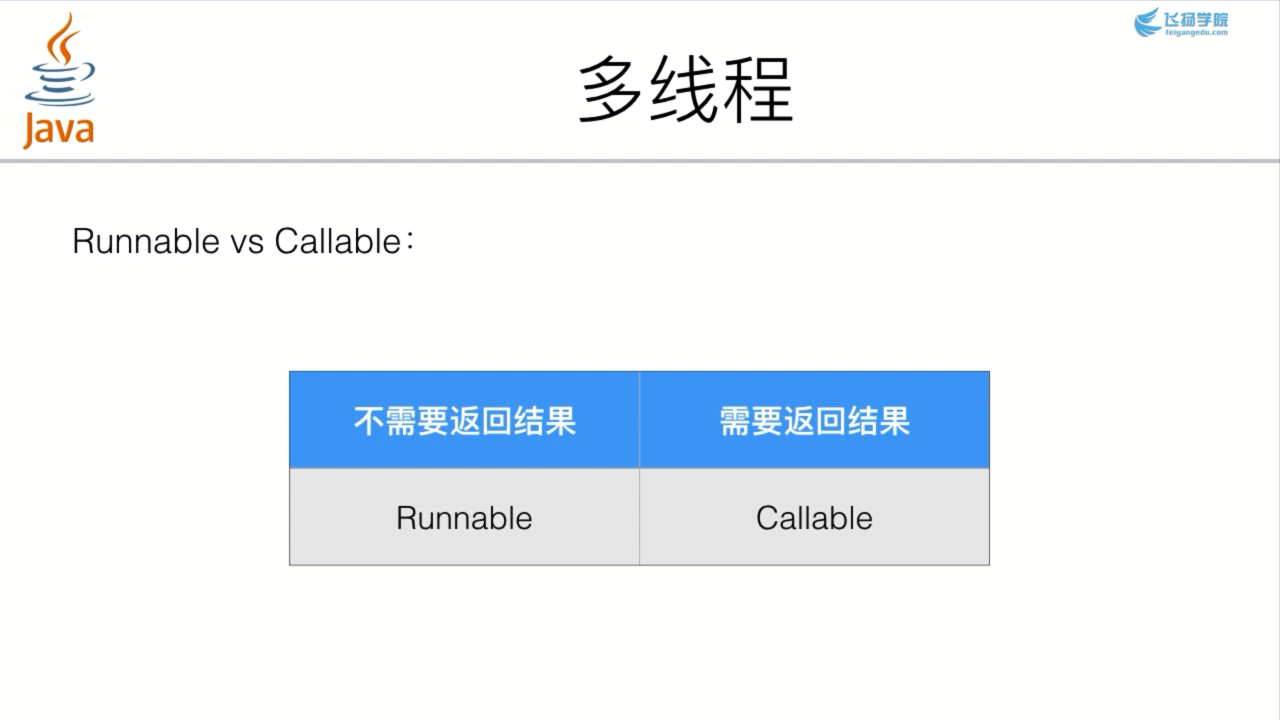 Java
飞扬学院
feiyangedu.com
多线程
Runnable vs Callable：
不需要返回结果 需要返回结果
Runnable Callable